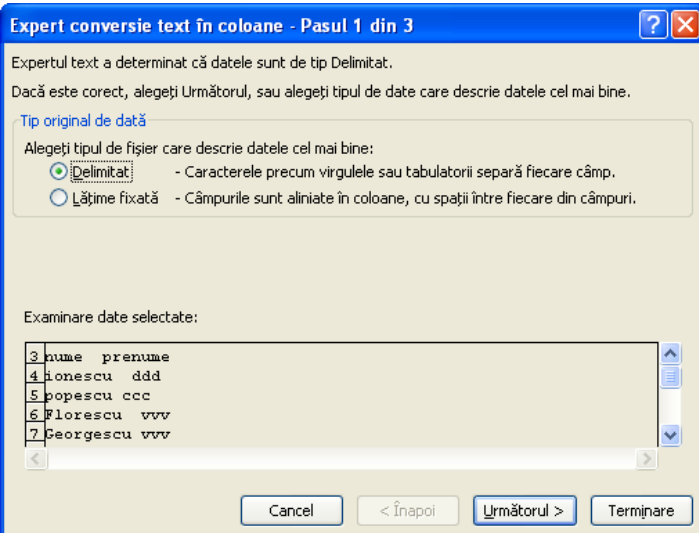 Expert conversie text în coloane - Pasul 1 din 3
Expertul text a determinat că datele sunt de tip Delimitat.
Dacă este corect, alegeți Următorul, sau alegeți tipul de date care descrie datele cel mai bine.
Tip original de dată
Alegeți tipul de fișier care descrie datele cel mai bine:
Delimitat - Caracterele precum virgulele sau tabulatorii separă fiecare câmp.
Lățime fixată - Câmpurile sunt aliniate în coloane, cu spații între fiecare din câmpuri.
Examinare date selectate:
3 nume prenume
4 ionescu ddd
5 popescu ccc
6 Florescu vvv
7 Georgescu vvv
Cancel < Înapoi Următorul > Terminare